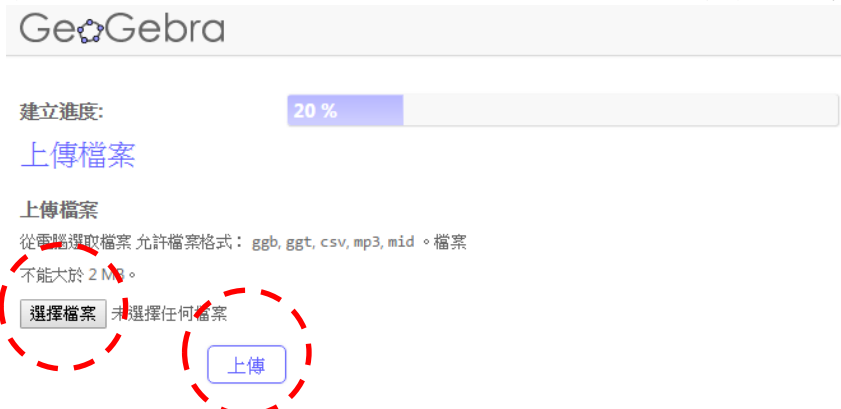 GeoGebra
建立進度: 20 %
上傳檔案
上傳檔案
從電腦選取檔案 允許檔案格式： ggb, ggt, csv, mp3, mid 。檔案
不能大於 2 MB。
選擇檔案 未選擇任何檔案
上傳